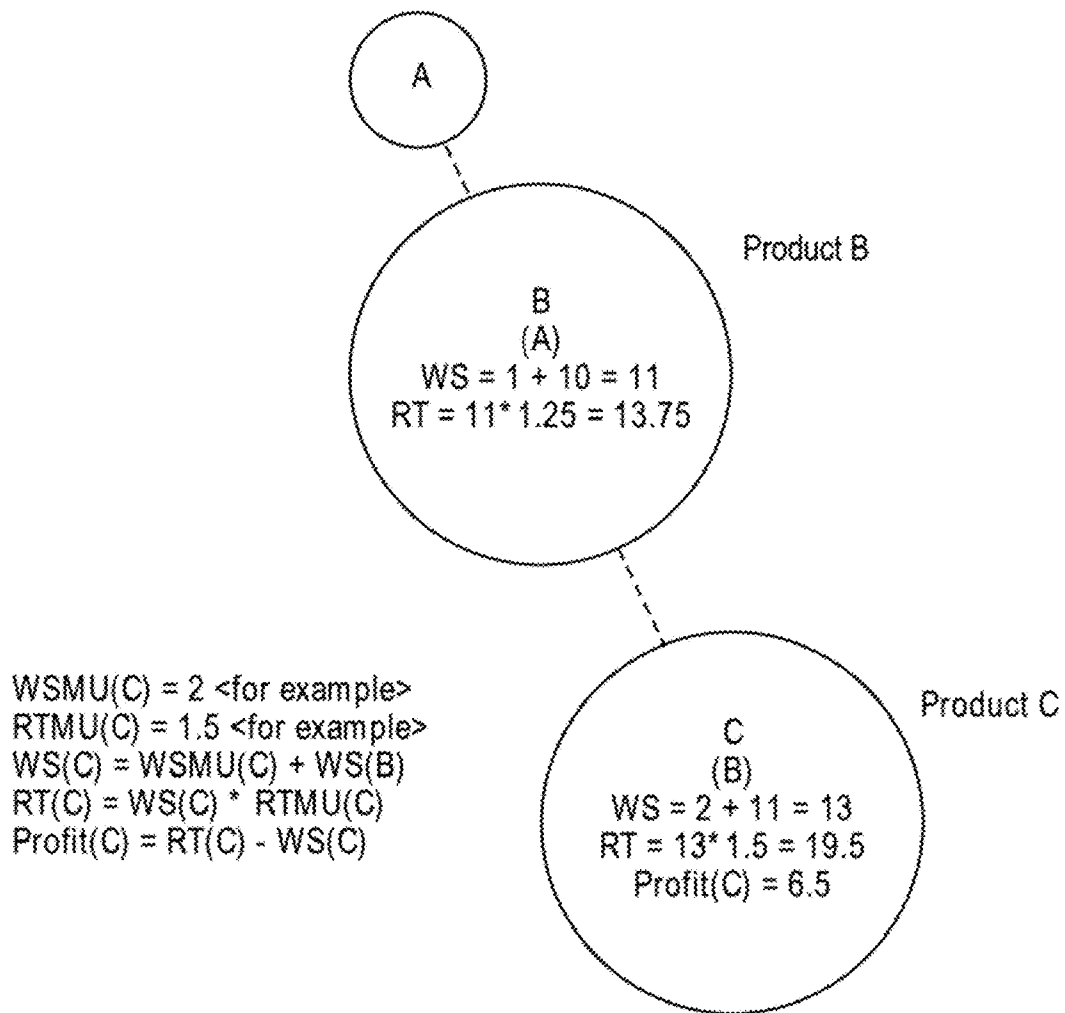 A
Product B
B
(A)
WS = 1 + 10 = 11
RT = 11* 1.25 = 13.75
WSMU(C) = 2 <for example>
RTMU(C) = 1.5 <for example>
WS(C) = WSMU(C) + WS(B)
RT(C) = WS(C) * RTMU(C)
Profit(C) = RT(C) - WS(C)
Product C
C
(B)
WS = 2 + 11 = 13
RT = 13* 1.5 = 19.5
Profit(C) = 6.5